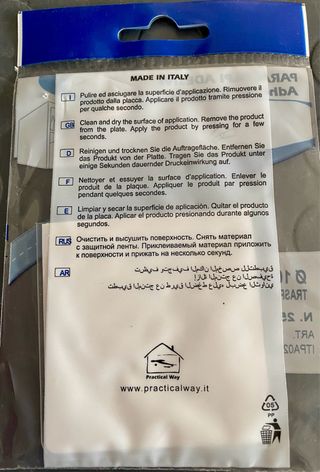 MADE IN ITALY
I Pulire ed asciugare la superficie d'applicazione. Rimuovere il
prodotto dalla placca. Applicare il prodotto tramite pressione
per qualche secondo.
GB Clean and dry the surface of application. Remove the product
from the plate. Apply the product by pressing for a few
seconds.
D Reinigen und trocknen Sie die Auftragefläche. Entfernen Sie
das Produkt von der Platte. Tragen Sie das Produkt unter
einige Sekunden dauernder Druckeinwirkung auf.
F Nettoyer et essuyer la surface d'application. Enlever le
produit de la plaque. Appliquer le produit par pression
pendant quelques secondes.
E Limpiar y secar la superficie de aplicación. Quitar el producto
de la placa. Aplicar el producto presionando durante algunos
segundos.
RUS Очистить и высушить поверхность. Снять материал
с защитной ленты. Приклеиваемый материал приложить
к поверхности и прижать на несколько секунд.
AR
Practical Way
www.practicalway.it
05
PP